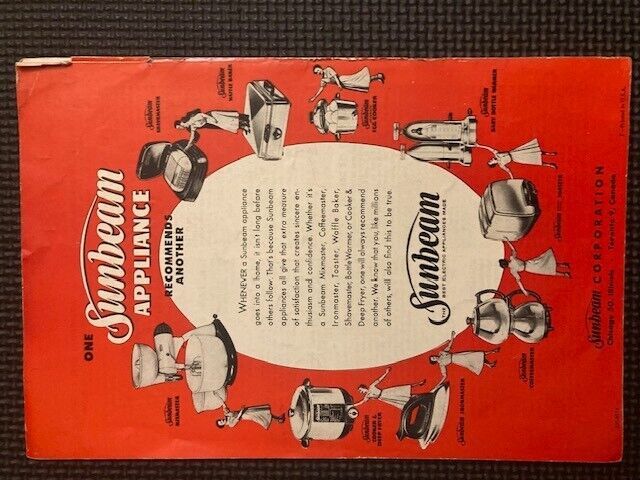 ONE
Sunbeam
APPLIANCE
RECOMMENDS
ANOTHER
Sunbeam
SHAVEMASTER
Sunbeam
WAFFLE BAKER
Sunbeam
EGG COOKER
Sunbeam
BABY BOTTLE WARMER
Sunbeam
TOASTER
Sunbeam
COFFEEMASTER
Sunbeam
IRONMASTER
Sunbeam
COOKER &
DEEP FRYER
Sunbeam
MIXMASTER
WHENEVER a Sunbeam appliance
goes into a home, it isn't long before
others follow. That's because Sunbeam
appliances all give that extra measure
of satisfaction that creates sincere en-
thusiasm and confidence. Whether it's
a Sunbeam Mixmaster, Coffeemaster,
Ironmaster, Toaster, Waffle Baker,
Shavemaster, Bottle Warmer, or Cooker &
Deep Fryer, one will always recommend
another. We know that you, like millions
of others, will also find this to be true.
Sunbeam
THE BEST ELECTRIC APPLIANCES MADE
Sunbeam CORPORATION
Chicago 50, Illinois Toronto 9, Canada
Printed in U.S.A.